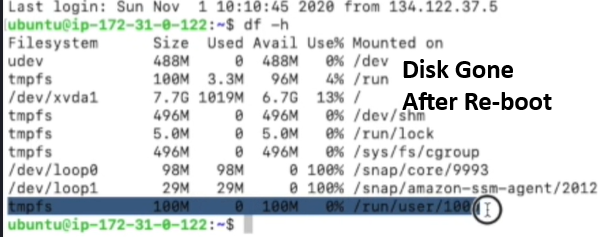 Last login: Sun Nov  1 10:10:45 2020 from 134.122.37.5
ubuntu@ip-172-31-0-122:~$ df -h
Filesystem      Size  Used Avail Use% Mounted on
udev            488M     0  488M   0% /dev
tmpfs           100M  3.3M   96M   4% /run
/dev/xvda1      7.7G 1019M  6.7G  13% /
tmpfs           496M     0  496M   0% /dev/shm
tmpfs           5.0M     0  5.0M   0% /run/lock
tmpfs           496M     0  496M   0% /sys/fs/cgroup
/dev/loop0       98M   98M     0 100% /snap/core/9993
/dev/loop1       29M   29M     0 100% /snap/amazon-ssm-agent/2012
tmpfs           100M     0  100M   0%
ubuntu@ip-172-31-0-122:~$
Disk Gone
After Re-boot